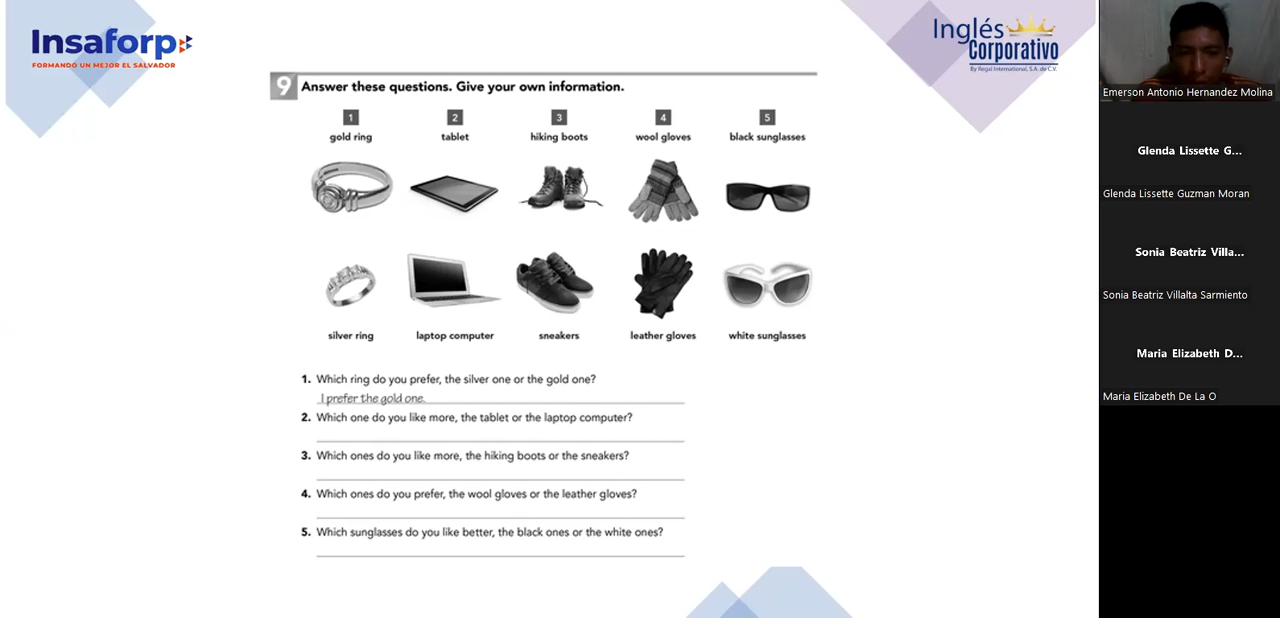 Insaforp
FORMANDO UN MEJOR EL SALVADOR
Inglés
Corporativo
By Regal International, S.A. de C.V.
9 Answer these questions. Give your own information.
1 2 3 4 5
gold ring tablet hiking boots wool gloves black sunglasses
silver ring laptop computer sneakers leather gloves white sunglasses
1. Which ring do you prefer, the silver one or the gold one?
I prefer the gold one.
2. Which one do you like more, the tablet or the laptop computer?
3. Which ones do you like more, the hiking boots or the sneakers?
4. Which ones do you prefer, the wool gloves or the leather gloves?
5. Which sunglasses do you like better, the black ones or the white ones?
Emerson Antonio Hernandez Molina
Glenda Lissette G...
Glenda Lissette Guzman Moran
Sonia Beatriz Villa...
Sonia Beatriz Villalta Sarmiento
Maria Elizabeth D...
Maria Elizabeth De La O